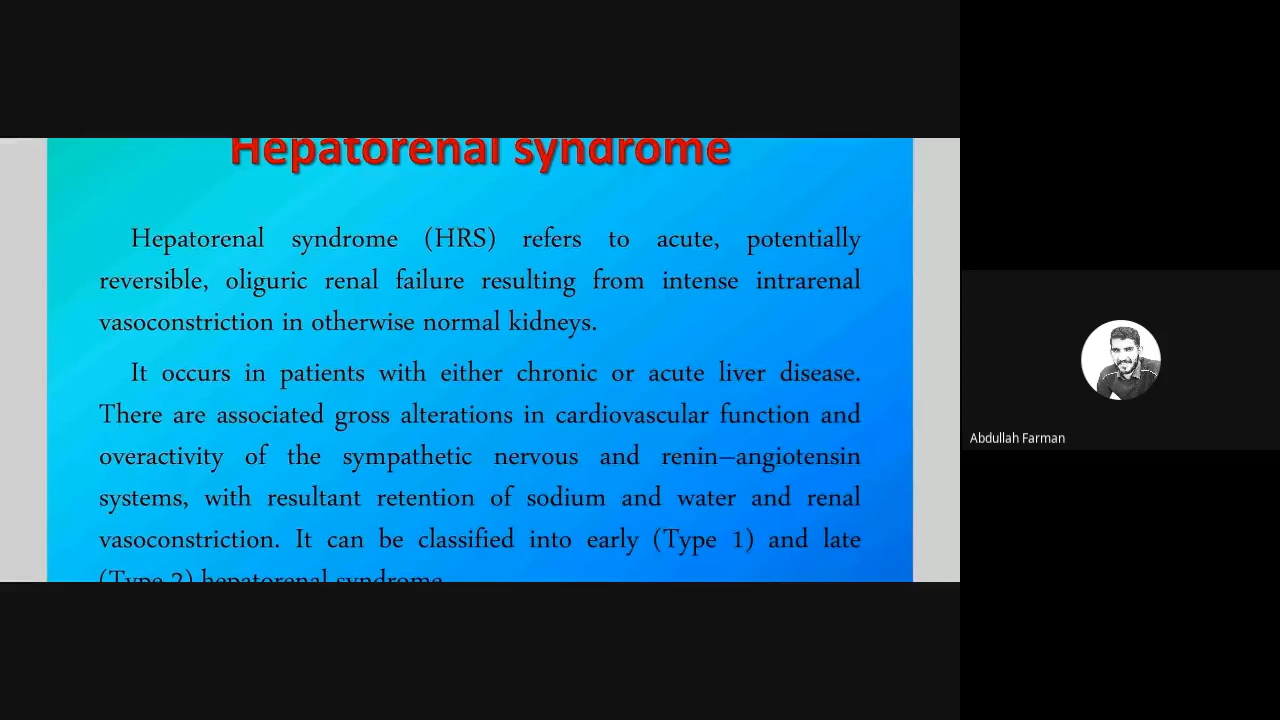 Hepatorenal syndrome
Hepatorenal syndrome (HRS) refers to acute, potentially
reversible, oliguric renal failure resulting from intense intrarenal
vasoconstriction in otherwise normal kidneys.
It occurs in patients with either chronic or acute liver disease.
There are associated gross alterations in cardiovascular function and
overactivity of the sympathetic nervous and renin–angiotensin
systems, with resultant retention of sodium and water and renal
vasoconstriction. It can be classified into early (Type 1) and late
(Type 2) hepatorenal syndrome.
Abdullah Farman